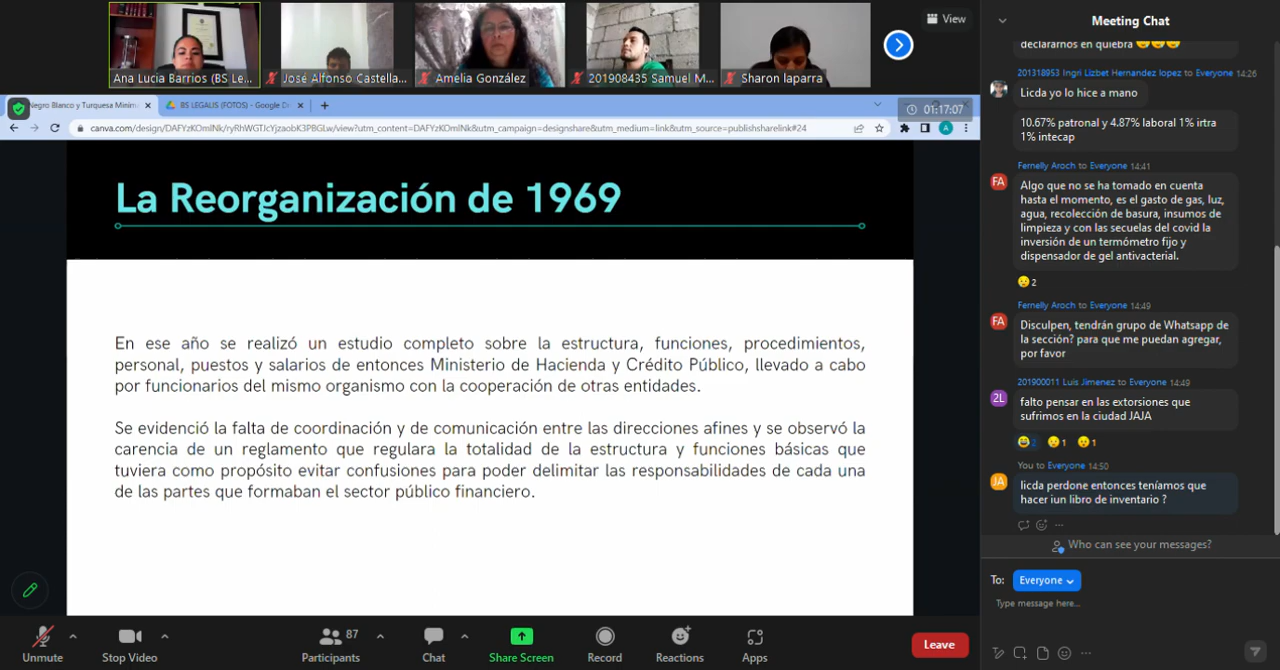 View
Ana Lucia Barrios (BS Le...
José Alfonso Castella...
Amelia González
201908435 Samuel M...
Sharon laparra
Negro Blanco y Turquesa Minim
BS LEGALIS (FOTOS) - Google D
01:17:07
canva.com/design/DAFYzKOmlNk/ryRhWGTJcYjzaobK3PBGLw/view?utm_content=DAFYzKOmlNk&utm_campaign=designshare&utm_medium=link&utm_source=publishsharelink#24
A
La Reorganización de 1969
En ese año se realizó un estudio completo sobre la estructura, funciones, procedimientos,
personal, puestos y salarios de entonces Ministerio de Hacienda y Crédito Público, llevado a cabo
por funcionarios del mismo organismo con la cooperación de otras entidades.
Se evidenció la falta de coordinación y de comunicación entre las direcciones afines y se observó la
carencia de un reglamento que regulara la totalidad de la estructura y funciones básicas que
tuviera como propósito evitar confusiones para poder delimitar las responsabilidades de cada una
de las partes que formaban el sector público financiero.
Unmute
Stop Video
87
Participants
Chat
Share Screen
Record
Reactions
Apps
Leave
Meeting Chat
declararnos en quiebra
201318953 Ingri Lizbet Hernandez lopez to Everyone 14:26
Licda yo lo hice a mano
10.67% patronal y 4.87% laboral 1% irtra
1% intecap
Fernelly Aroch to Everyone 14:41
FA
Algo que no se ha tomado en cuenta
hasta el momento, es el gasto de gas, luz,
agua, recolección de basura, insumos de
limpieza y con las secuelas del covid la
inversión de un termómetro fijo y
dispensador de gel antivacterial.
2
Fernelly Aroch to Everyone 14:49
FA
Disculpen, tendrán grupo de Whatsapp de
la sección? para que me puedan agregar,
por favor
201900011 Luis Jimenez to Everyone 14:49
2L
falto pensar en las extorsiones que
sufrimos en la ciudad JAJA
2 1 1
You to Everyone 14:50
JA
licda perdone entonces teníamos que
hacer iun libro de inventario ?
Who can see your messages?
To: Everyone
Type message here...